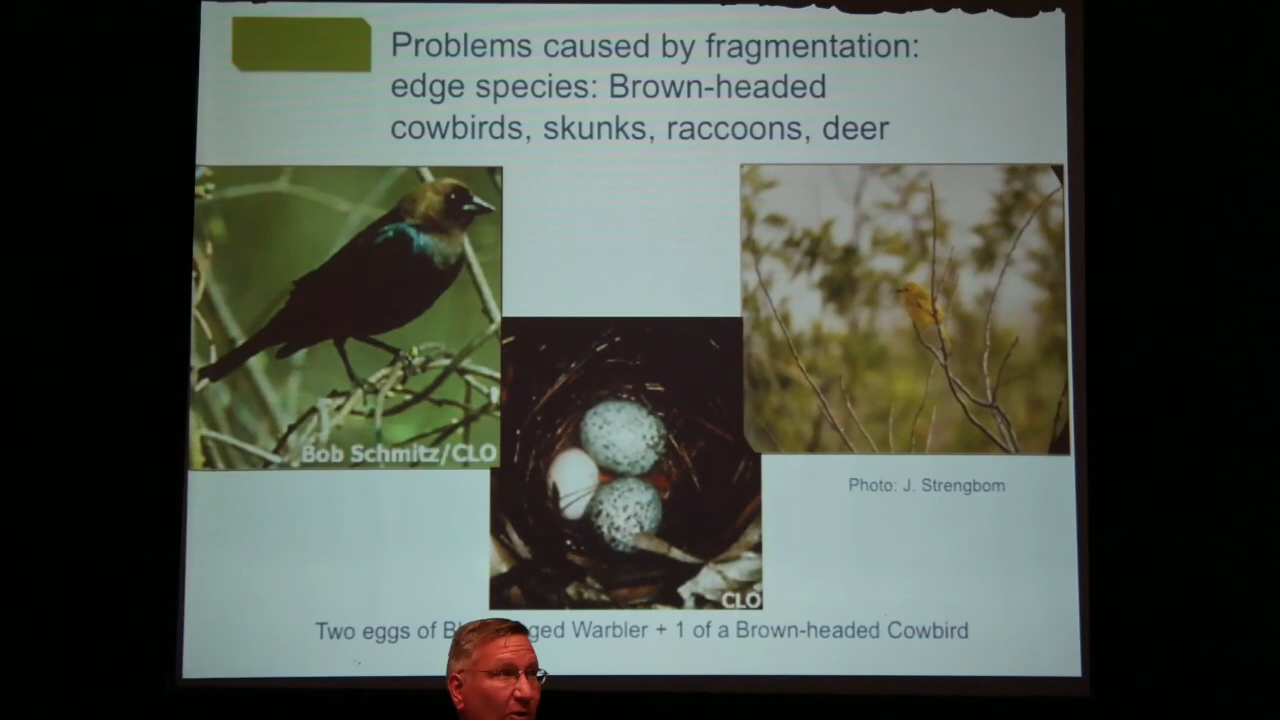 Problems caused by fragmentation:
edge species: Brown-headed
cowbirds, skunks, raccoons, deer
Bob Schmitz/CLO
Photo: J. Strengbom
CLO
Two eggs of ged Warbler + 1 of a Brown-headed Cowbird